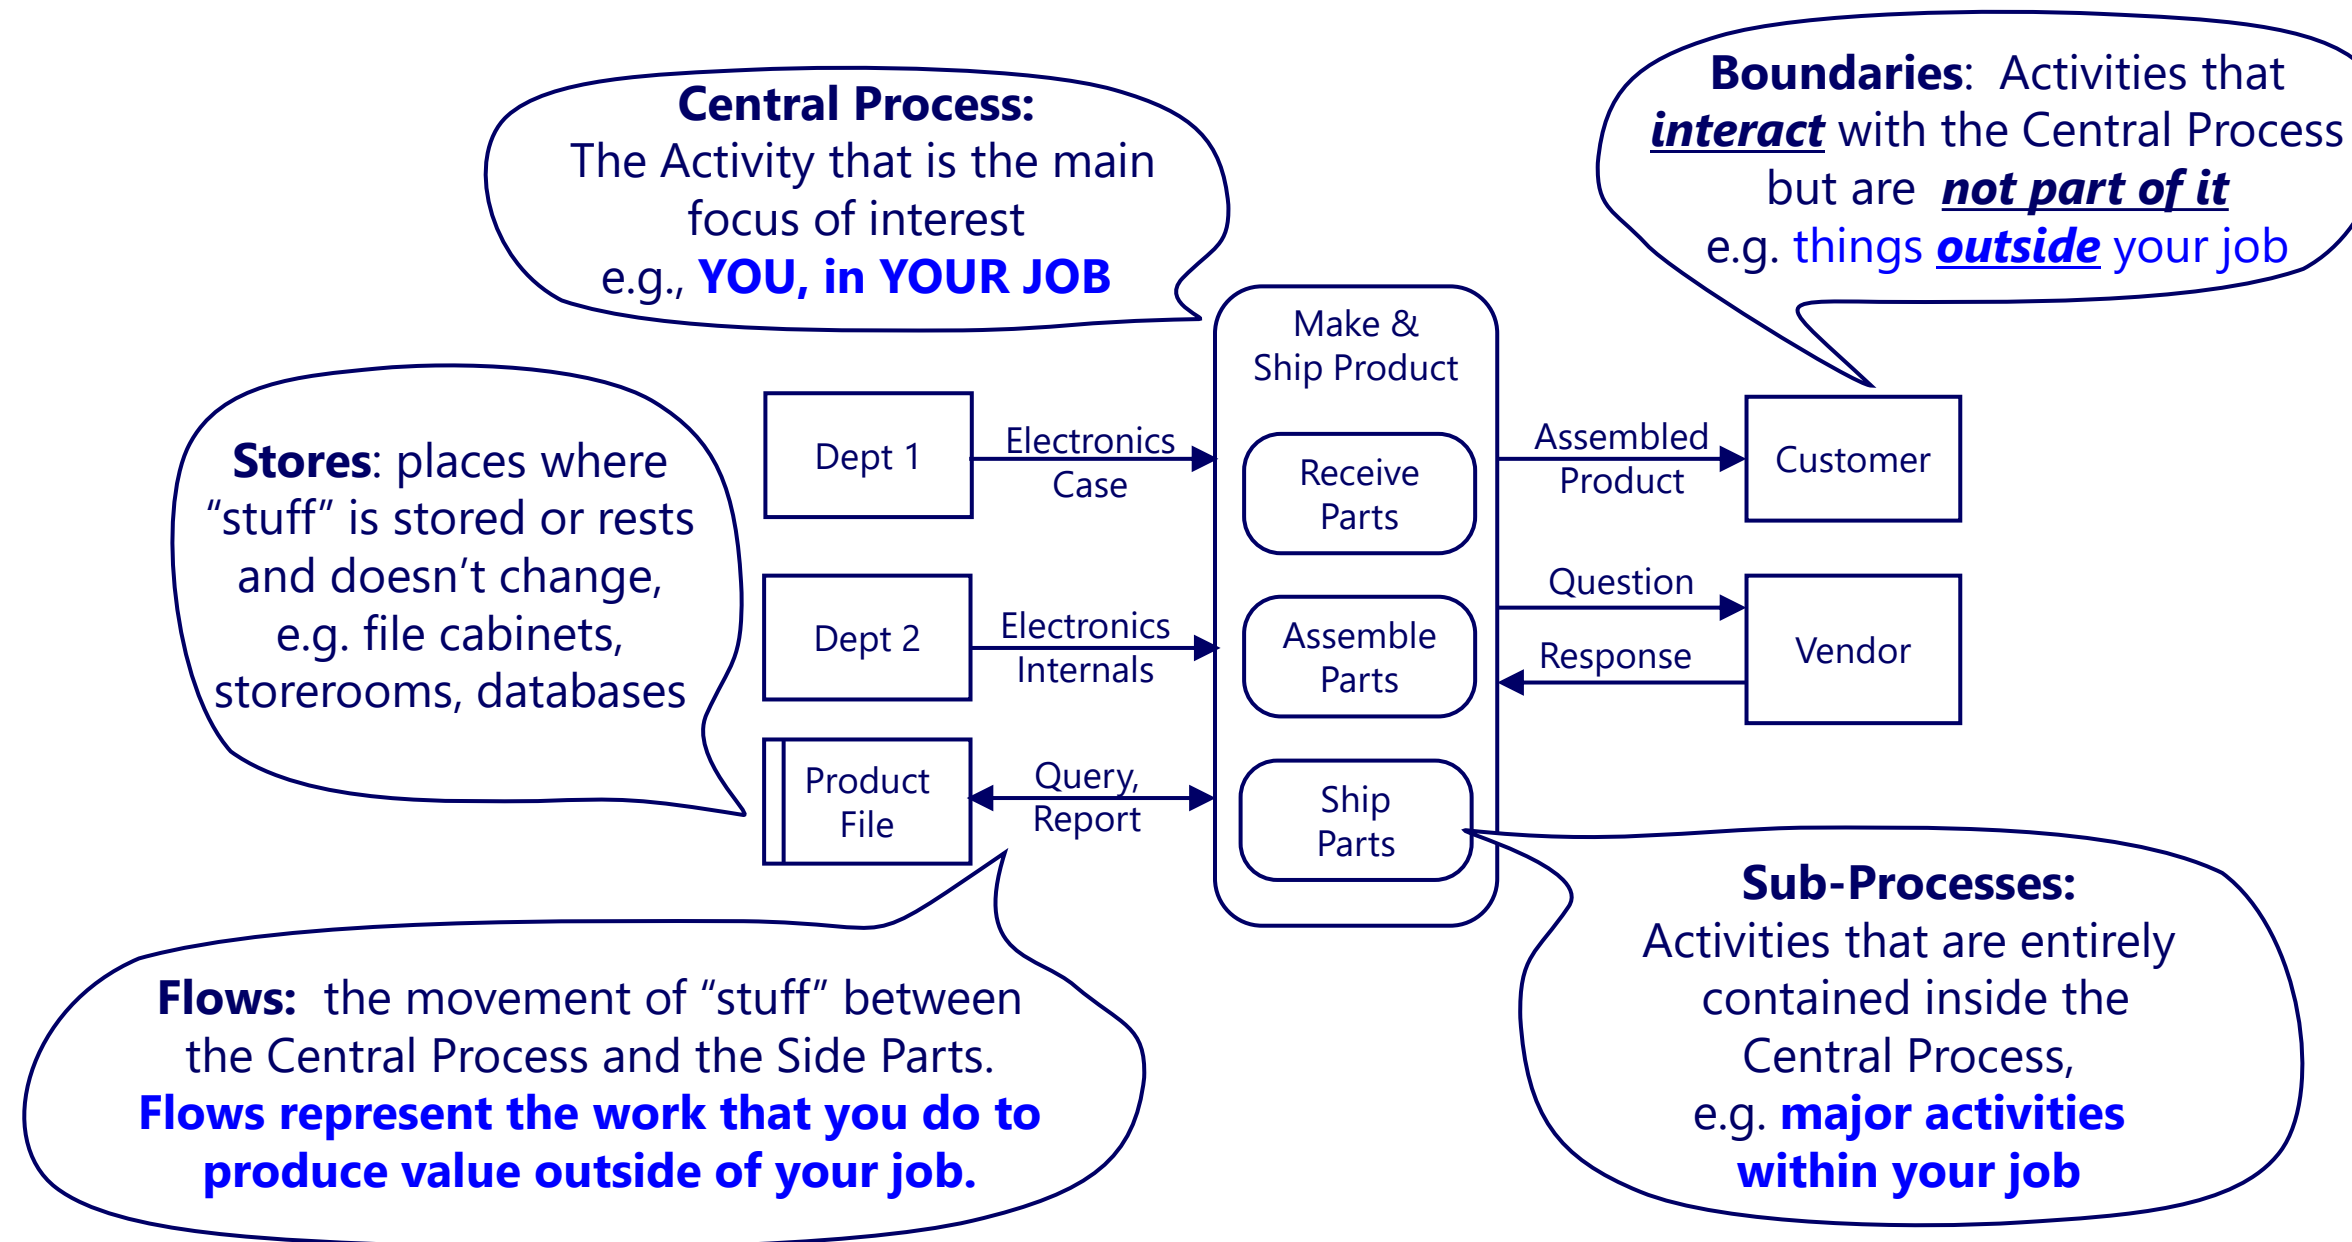 Central Process:
The Activity that is the main
focus of interest
e.g., YOU, in YOUR JOB
Boundaries:  Activities that
interact with the Central Process
but are  not part of it
e.g. things outside your job
Stores: places where
“stuff” is stored or rests
and doesn’t change,
e.g. file cabinets,
storerooms, databases
Dept 1
Electronics
Case
Dept 2
Electronics
Internals
Product
File
Query,
Report
Make &
Ship Product
Receive
Parts
Assemble
Parts
Ship
Parts
Assembled
Product
Customer
Question
Response
Vendor
Flows:  the movement of “stuff” between
the Central Process and the Side Parts.
Flows represent the work that you do to
produce value outside of your job.
Sub-Processes:
Activities that are entirely
contained inside the
Central Process,
e.g. major activities
within your job